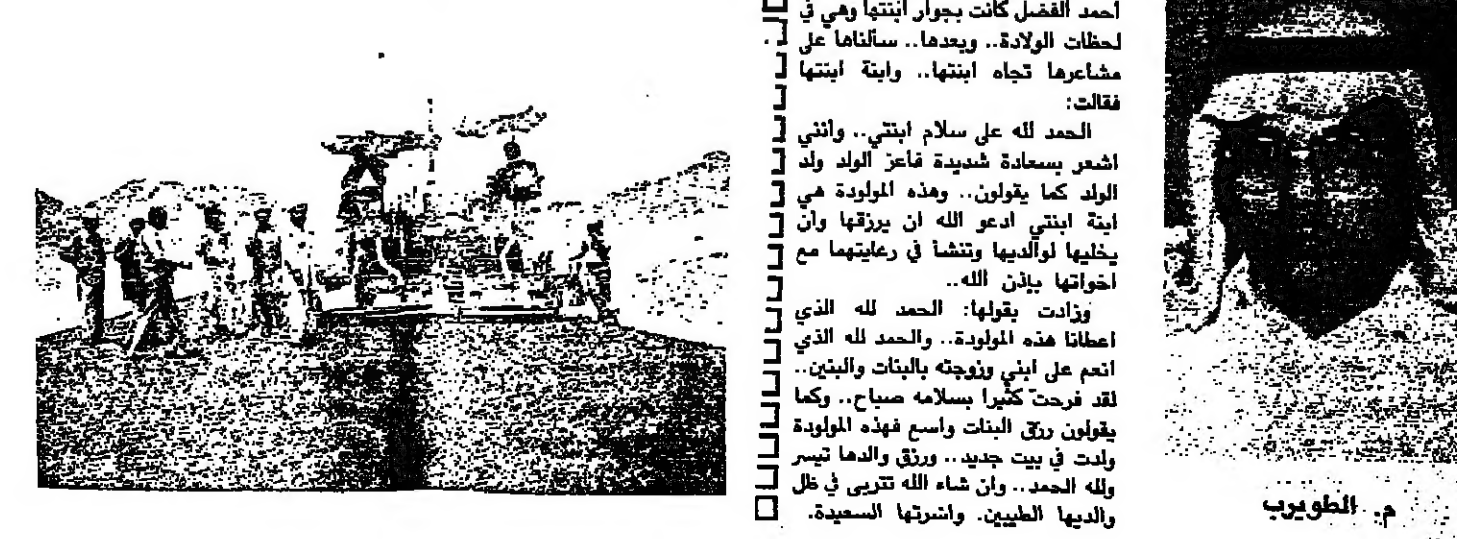 أحمد الفضل كانت بجوار ابنتها وهي في
لحظات الولادة.. وبعدها.. سألناها على
مشاعرها تجاه ابنتها.. وابنة ابنتها
فقالت:
الحمد لله على سلام ابنتي.. وانني
اشعر بسعادة شديدة فأعز الولد ولد
الولد كما يقولون.. وهذه المولودة هي
ابنة ابنتي ادعو الله ان يرزقها وان
يخليها لوالديها وتنشأ في رعايتهما مع
اخواتها بإذن الله..
وزادت بقولها: الحمد لله الذي
اعطانا هذه المولودة.. والحمد لله الذي
انعم على ابني وزوجته بالبنات والبنين..
لقد فرحت كثيرا بسلامه صباح.. وكما
يقولون رزق البنات واسع فهذه المولودة
ولدت في بيت جديد.. ورزق والدها تيسر
ولله الحمد.. وان شاء الله تتربى في ظل
والديها الطيبين. واشرتها السعيدة.
م. الطويرب